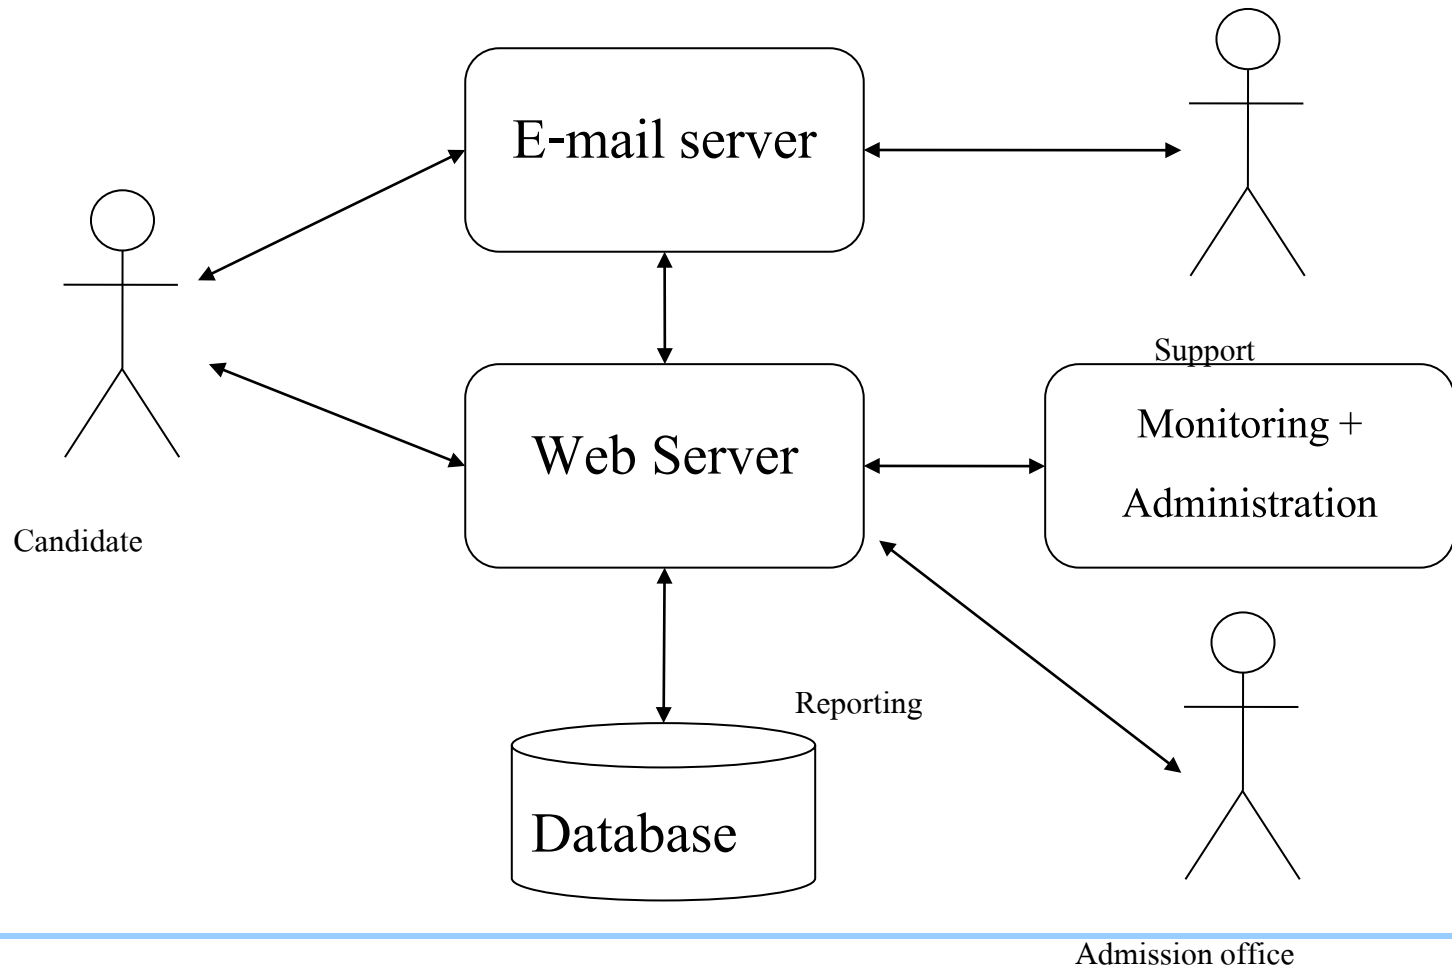 E-mail server
Support
Web Server
Monitoring +
Administration
Candidate
Reporting
Database
Admission office